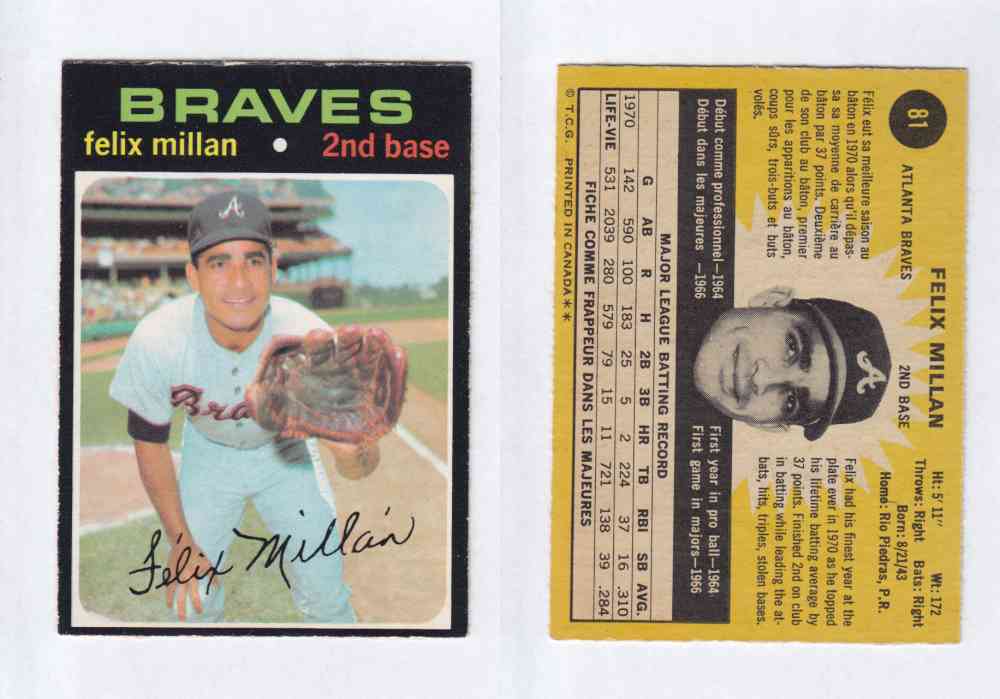 BRAVES
felix millan • 2nd base
A
Bra
Félix Millán
81
ATLANTA BRAVES
FELIX MILLAN
2ND BASE
Ht: 5'11" Wt: 172
Throws: Right Bats: Right
Born: 8/21/43
Home: Rio Piedras, P.R.
Félix eut sa meilleure saison au
bâton en 1970 alors qu'il dépas-
sa sa moyenne de carrière au
bâton par 37 points. Deuxième
de son club au bâton, premier
pour les apparitions au bâton,
coups sûrs, trois-buts et buts
volés.
A
Felix had his finest year at the
plate ever in 1970 as he topped
his lifetime batting average by
37 points. Finished 2nd on club
in batting while leading the at-
bats, hits, triples, stolen bases.
Début comme professionnel—1964
Début dans les majeures —1966
First year in pro ball—1964
First game in majors—1966
MAJOR LEAGUE BATTING RECORD
G AB R H 2B 3B HR TB RBI SB AVG.
1970 142 590 100 183 25 5 2 224 37 16 .310
LIFE-VIE 531 2039 280 579 79 15 11 721 138 39 .284
FICHE COMME FRAPPEUR DANS LES MAJEURES
© T.C.G. PRINTED IN CANADA**